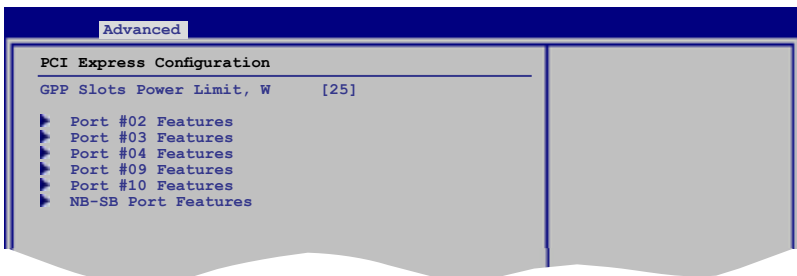 Advanced
PCI Express Configuration
GPP Slots Power Limit, W [25]
Port #02 Features
Port #03 Features
Port #04 Features
Port #09 Features
Port #10 Features
NB-SB Port Features